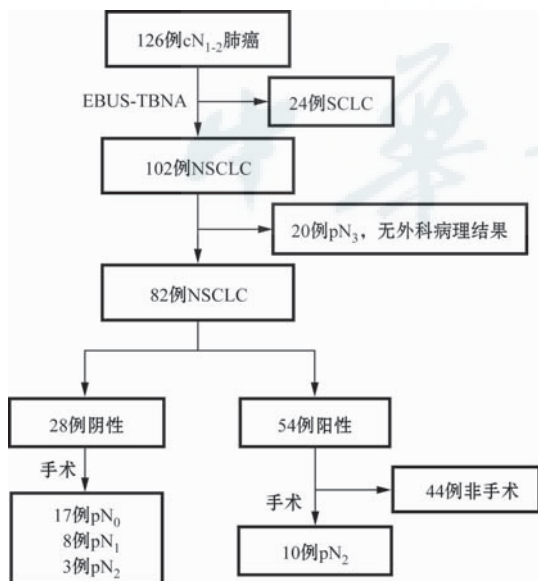 126例cN1-2肺癌
EBUS-TBNA
24例SCLC
102例NSCLC
20例pN3，无外科病理结果
82例NSCLC
28例阴性
54例阳性
手术
手术
44例非手术
17例pN0
8例pN1
3例pN2
10例pN2